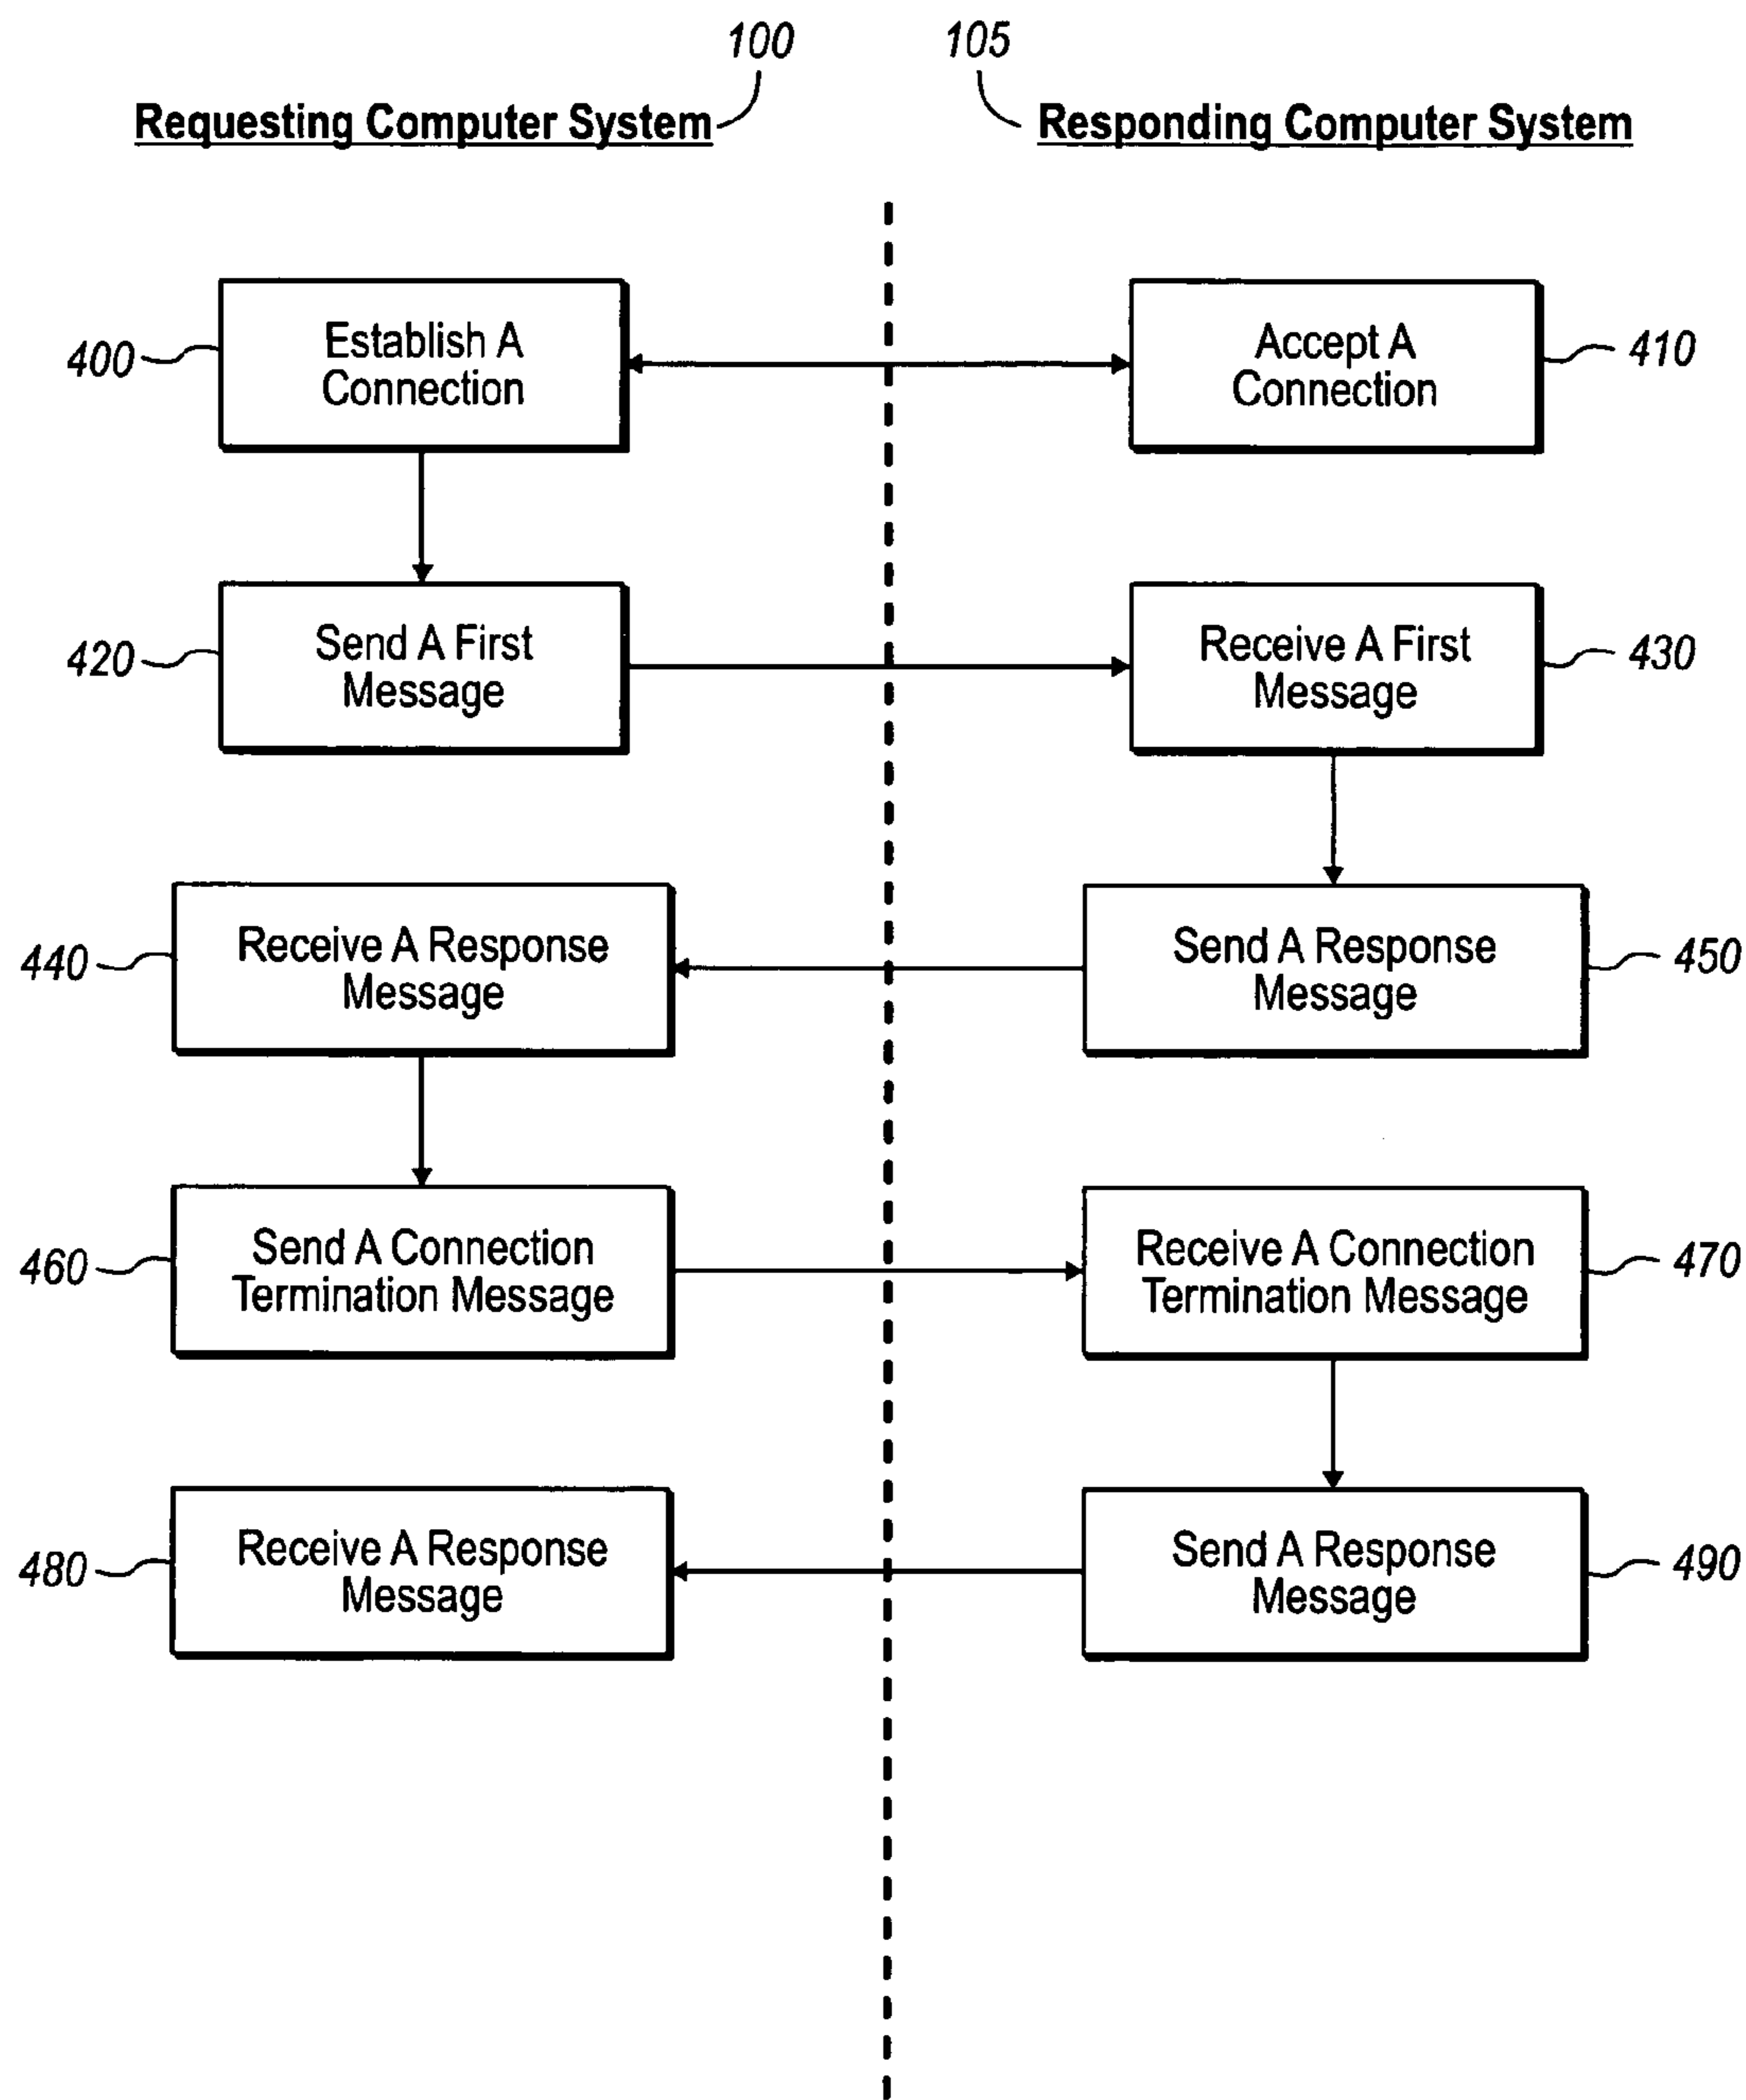 100
105
Requesting Computer System
Responding Computer System
400
Establish A
Connection
Accept A
Connection
410
420
Send A First
Message
Receive A First
Message
430
440
Receive A Response
Message
Send A Response
Message
450
460
Send A Connection
Termination Message
Receive A Connection
Termination Message
470
480
Receive A Response
Message
Send A Response
Message
490